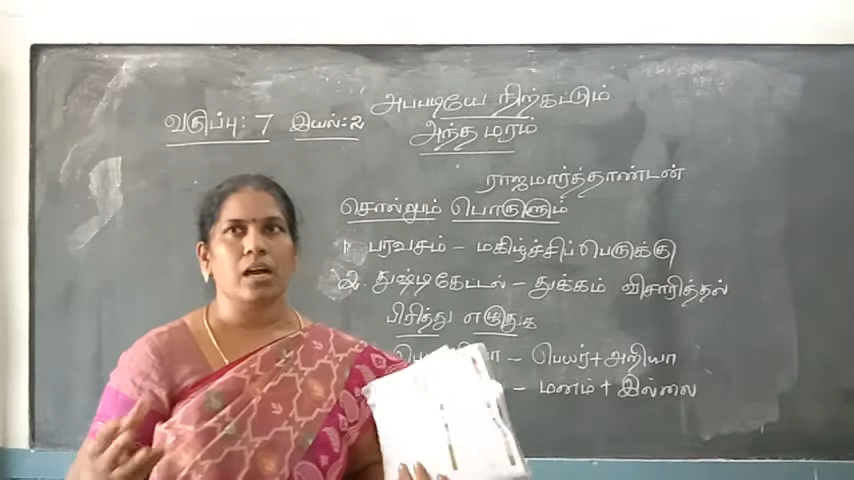 அப்படியே நிற்கட்டும்
வகுப்பு: 7 இயல்: 2 அந்த மரம்
ராஜமார்த்தாண்டன்
சொல்லும் பொருளும்
1. பரவசம் – மகிழ்ச்சிப்பெருக்கு
2. துஷ்டிகேட்டல் – துக்கம் விசாரித்தல்
பிரித்து எழுதுக
– பெயர்+அறியா
– மனம்+இல்லை